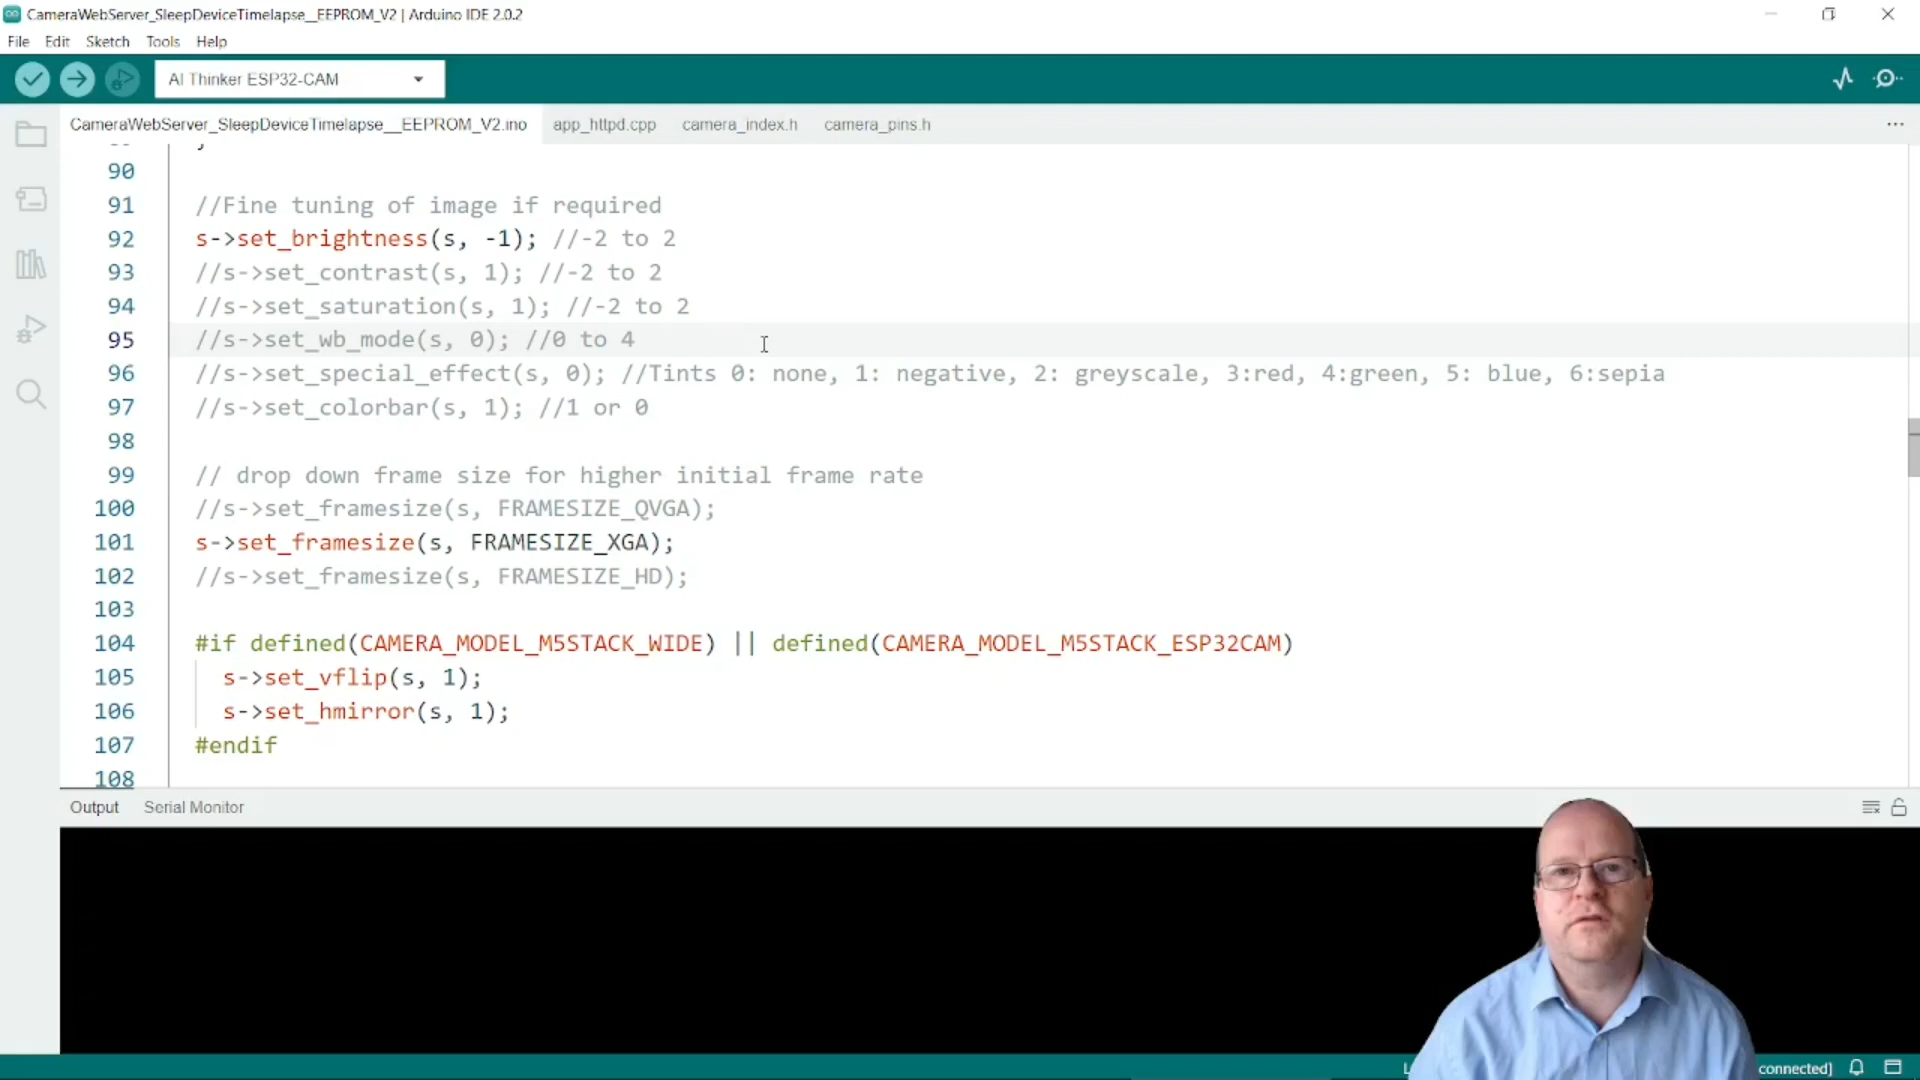 CameraWebServer_SleepDeviceTimelapse__EEPROM_V2 | Arduino IDE 2.0.2
File Edit Sketch Tools Help
AI Thinker ESP32-CAM
CameraWebServer_SleepDeviceTimelapse__EEPROM_V2.ino app_httpd.cpp camera_index.h camera_pins.h ...
90
91 //Fine tuning of image if required
92 s->set_brightness(s, -1); //-2 to 2
93 //s->set_contrast(s, 1); //-2 to 2
94 //s->set_saturation(s, 1); //-2 to 2
95 //s->set_wb_mode(s, 0); //0 to 4
96 //s->set_special_effect(s, 0); //Tints 0: none, 1: negative, 2: greyscale, 3:red, 4:green, 5: blue, 6:sepia
97 //s->set_colorbar(s, 1); //1 or 0
98
99 // drop down frame size for higher initial frame rate
100 //s->set_framesize(s, FRAMESIZE_QVGA);
101 s->set_framesize(s, FRAMESIZE_XGA);
102 //s->set_framesize(s, FRAMESIZE_HD);
103
104 #if defined(CAMERA_MODEL_M5STACK_WIDE) || defined(CAMERA_MODEL_M5STACK_ESP32CAM)
105 s->set_vflip(s, 1);
106 s->set_hmirror(s, 1);
107 #endif
108
Output Serial Monitor
connected]